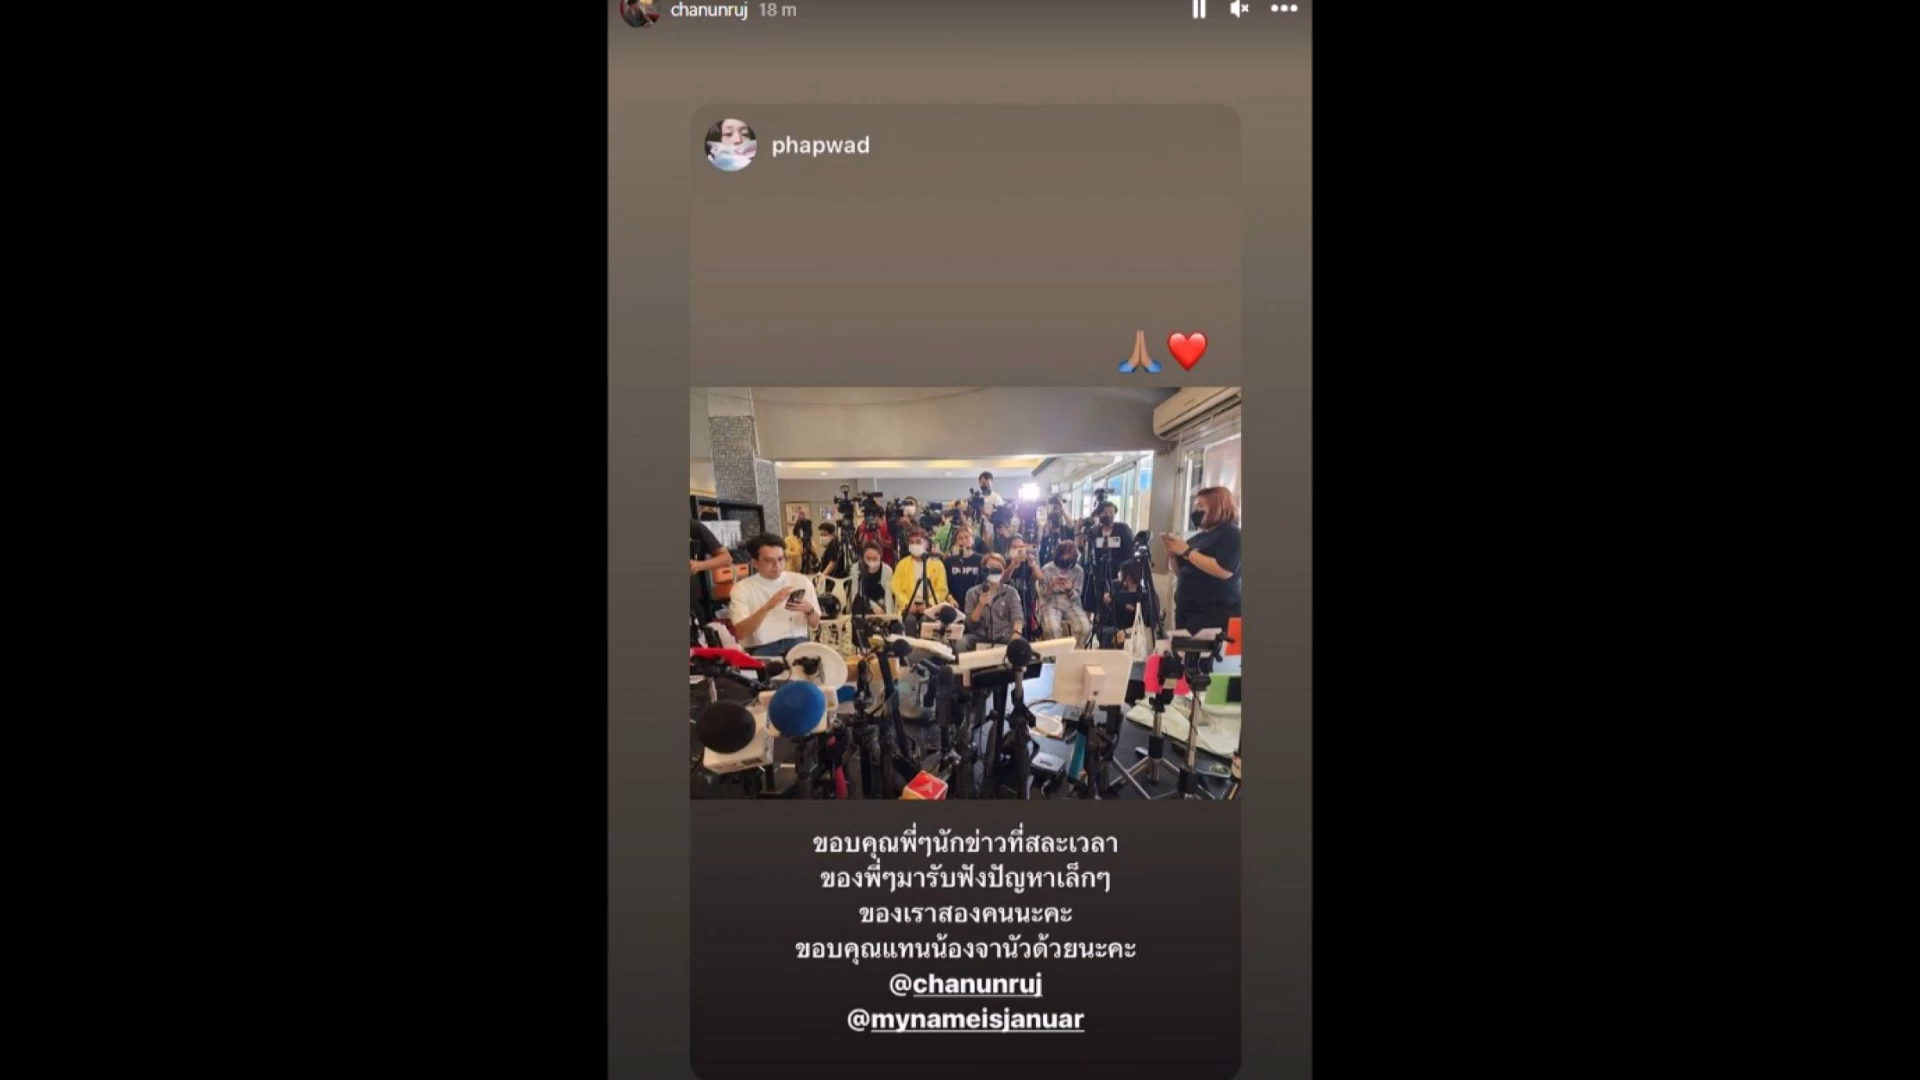 chanunruj 18 m
phapwad
ขอบคุณพี่ๆนักข่าวที่สละเวลา
ของพี่ๆมารับฟังปัญหาเล็กๆ
ของเราสองคนนะคะ
ขอบคุณแทนน้องจานัวด้วยนะคะ
@chanunruj
@mynameisjanuar